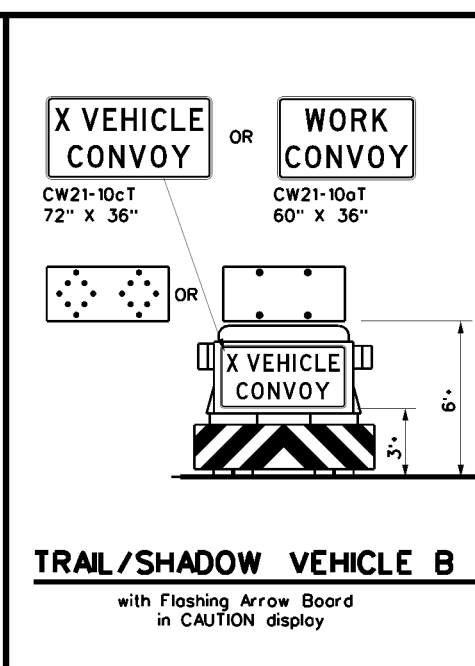 X VEHICLE
CONVOY
OR
WORK
CONVOY
CW21-10cT
72" X 36"
CW21-10aT
60" X 36"
OR
X VEHICLE
CONVOY
6'+
3'+
TRAIL/SHADOW VEHICLE B
with Flashing Arrow Board
in CAUTION display